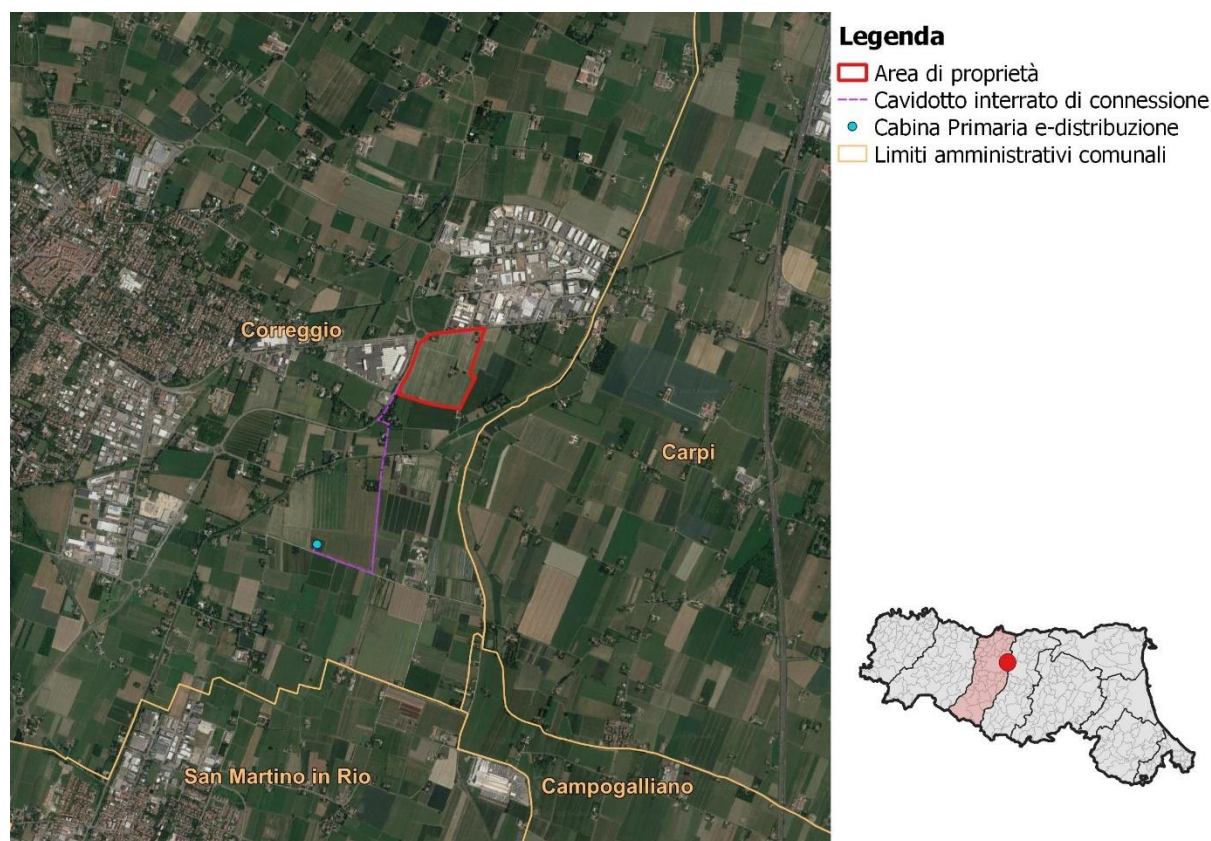 Legenda
Area di proprietà
Cavidotto interrato di connessione
Cabina Primaria e-distribuzione
Limiti amministrativi comunali
Correggio
Carpi
San Martino in Rio
Campogalliano